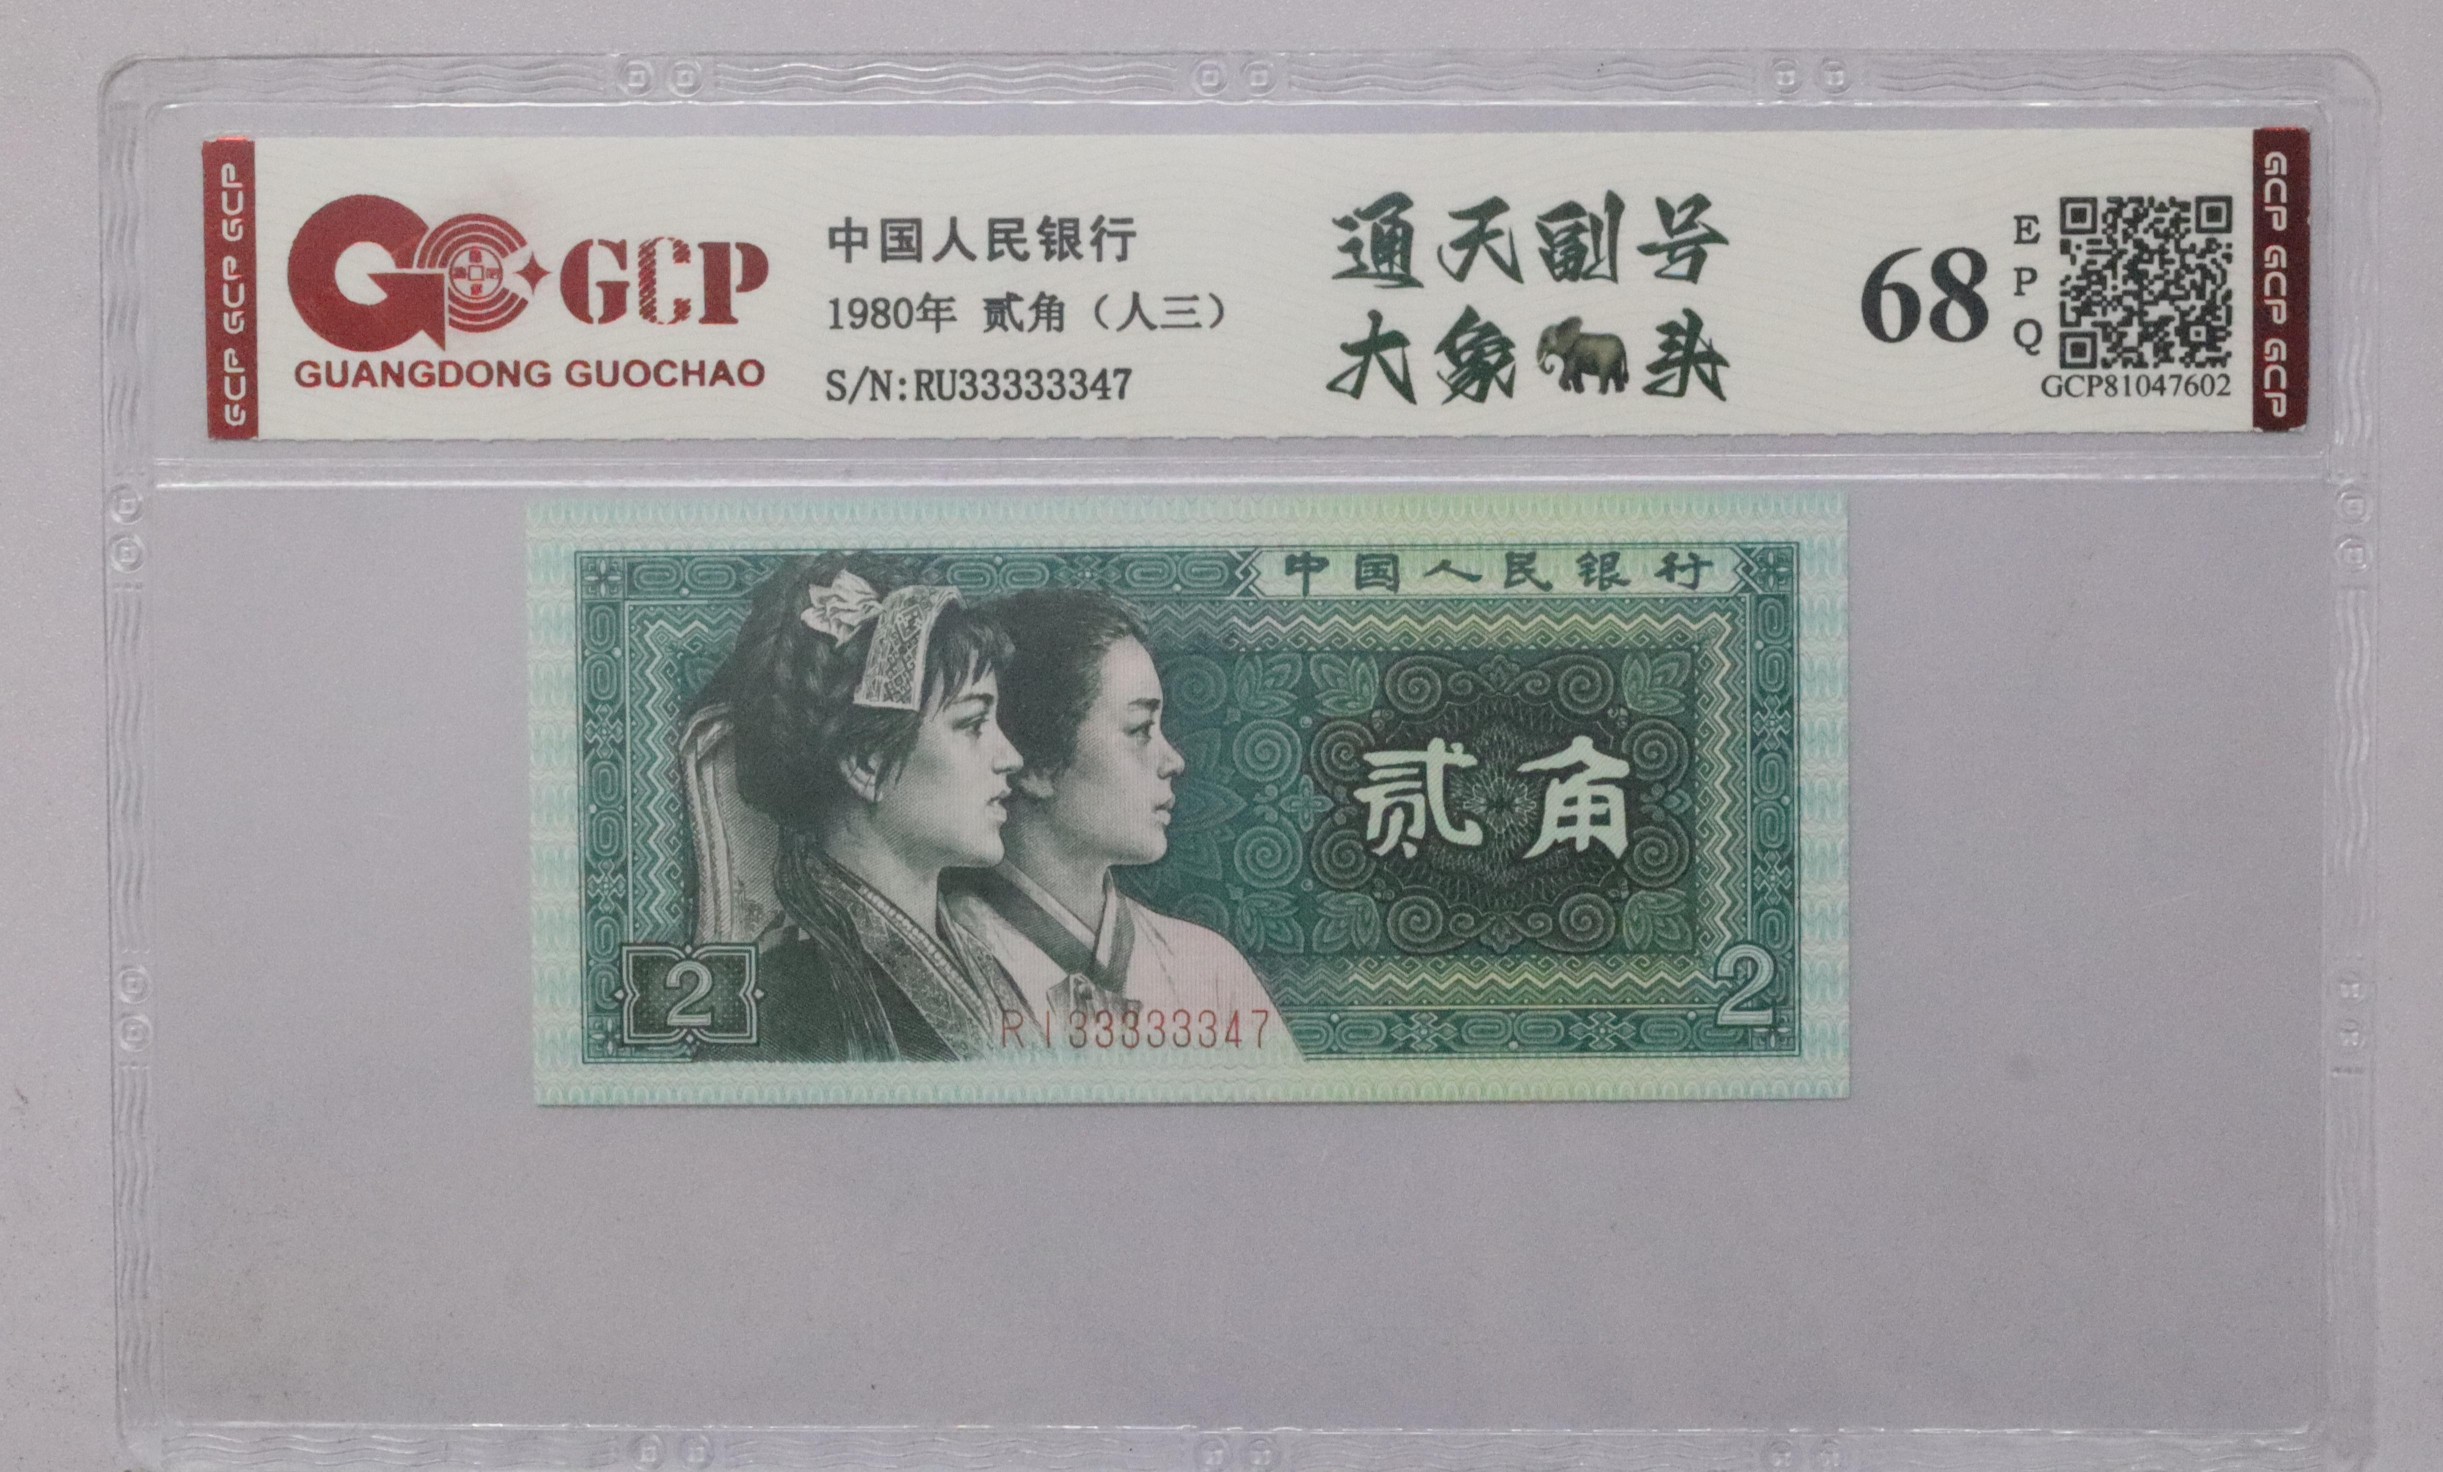 GCP GCP GCP
GCP
GUANGDONG GUOCHAO
中国人民银行
1980年 贰角（人三）
S/N:RU33333347
通天副号
大象头
68
EPQ
GCP81047602
GCP GCP GCP
中国人民银行
贰角
2
RI33333347
2